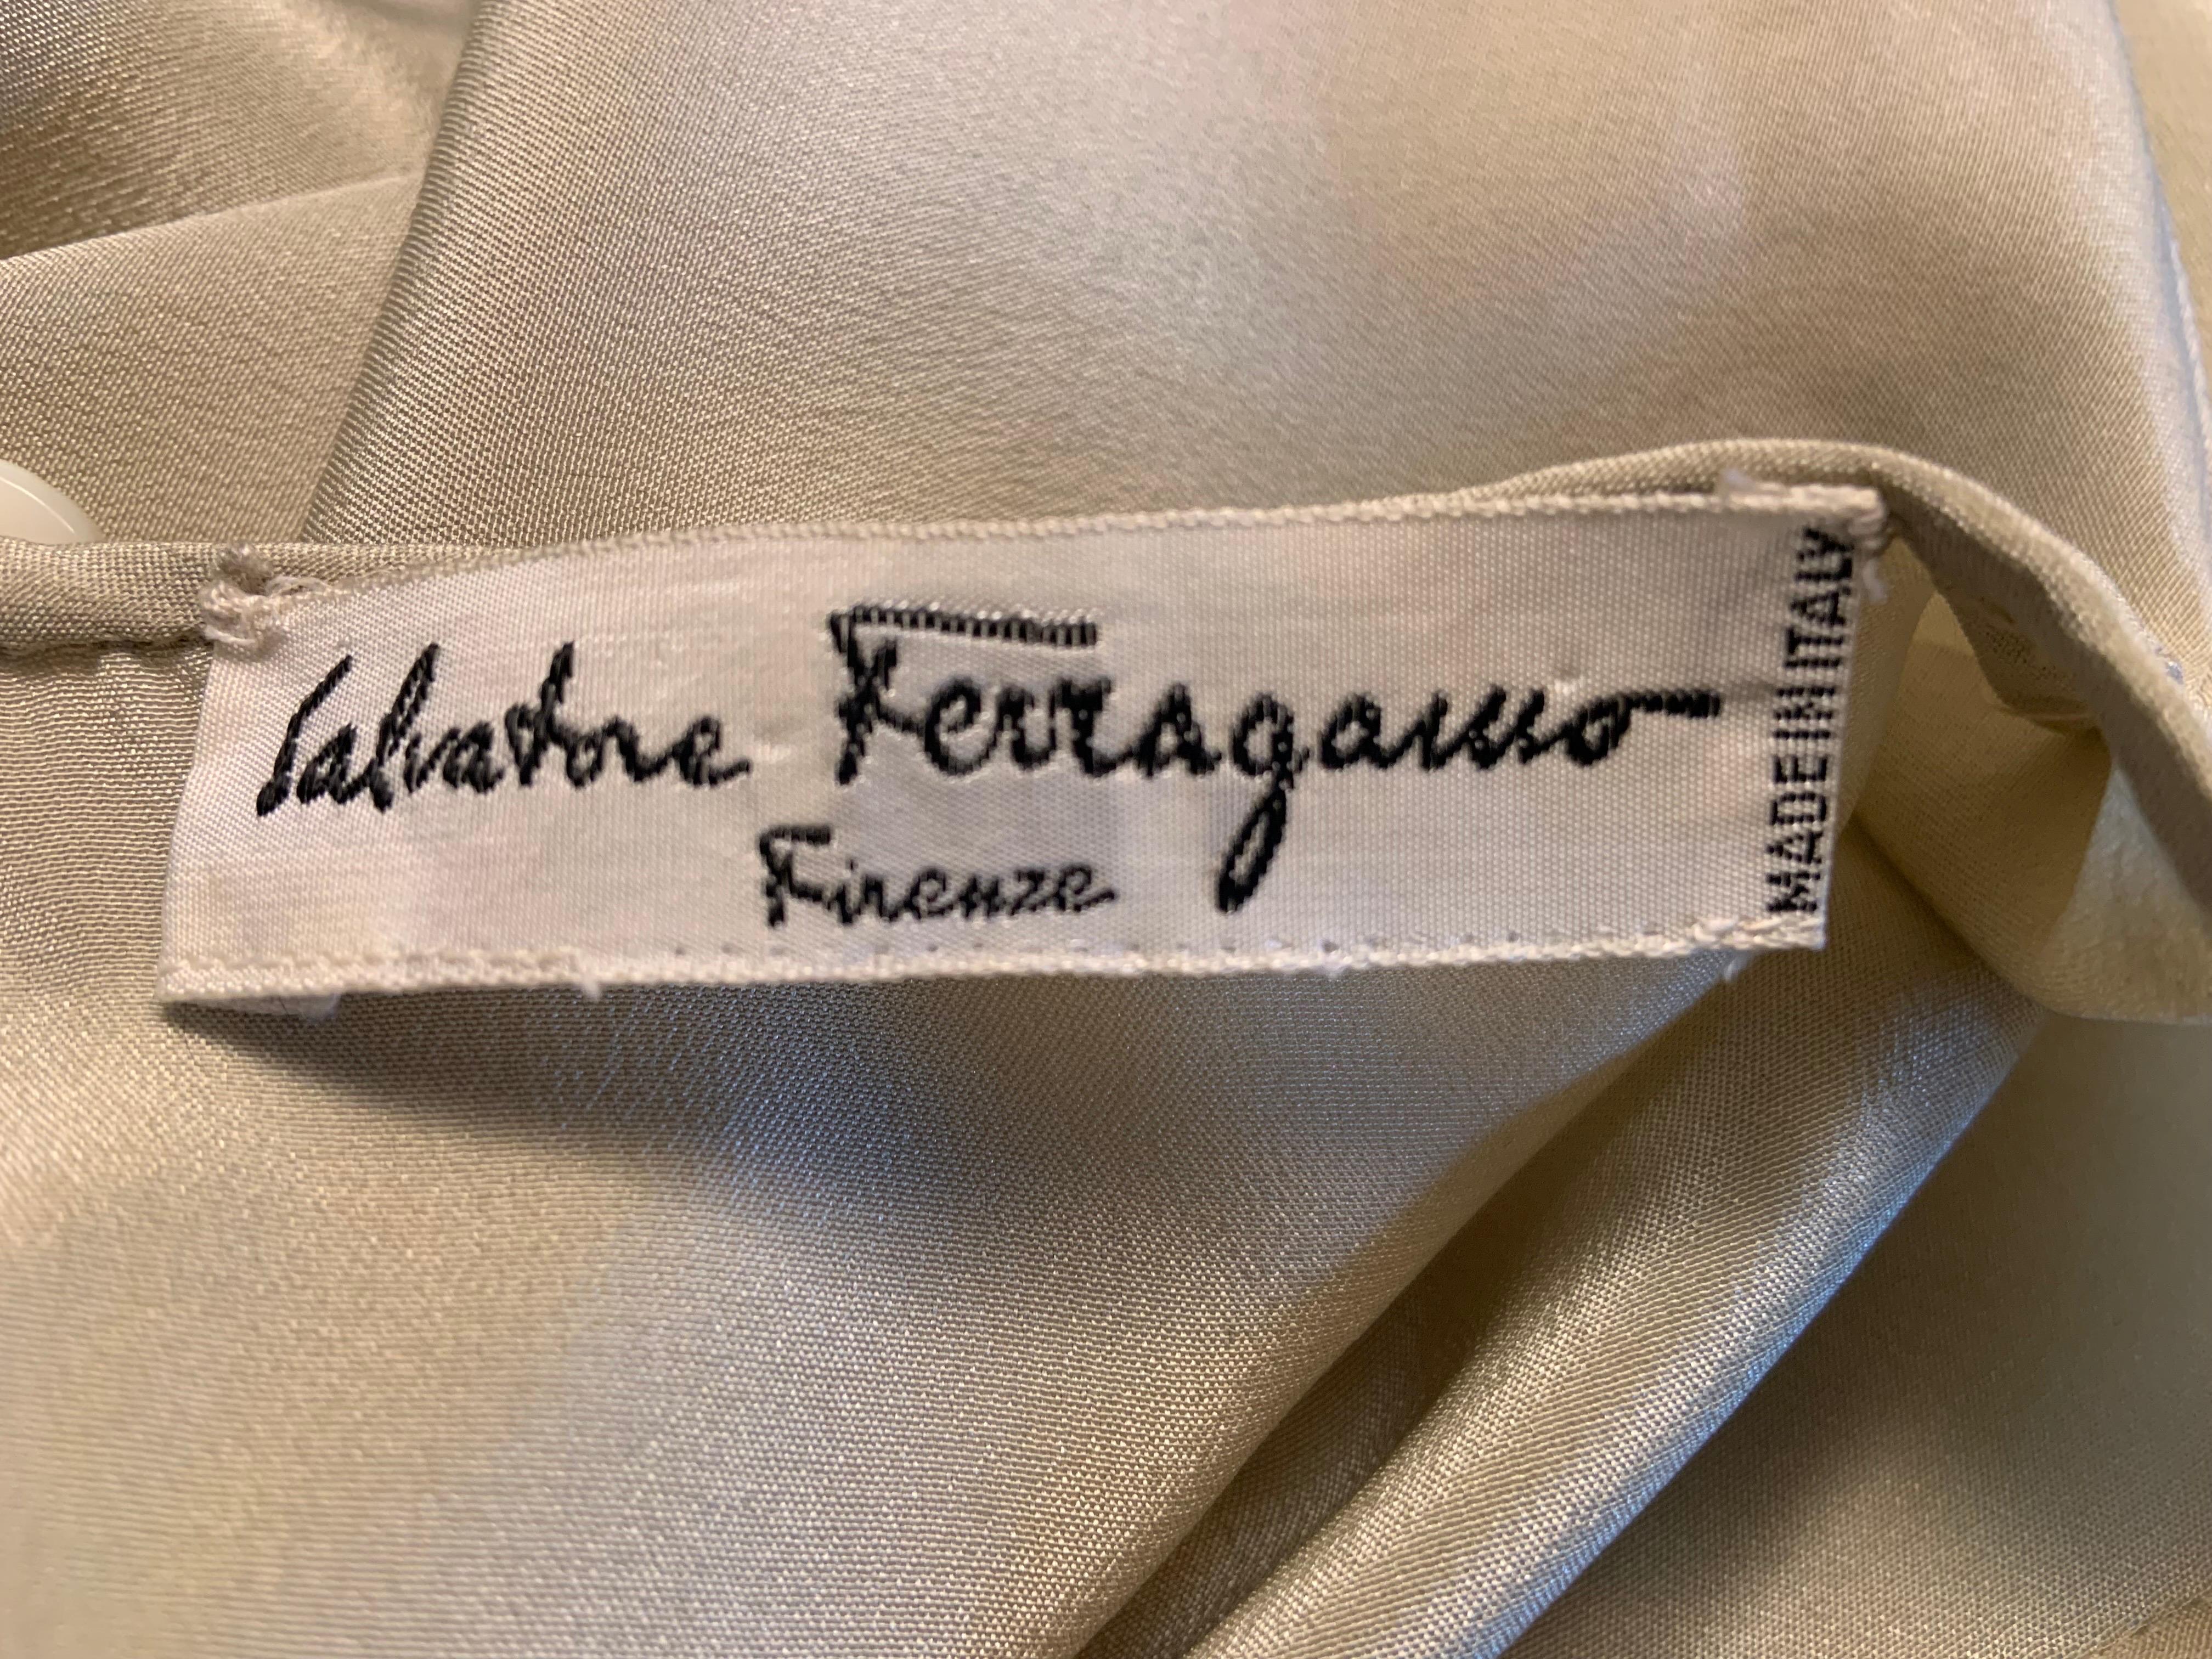 Salvatore Ferragamo
Firenze
MADE IN ITALY